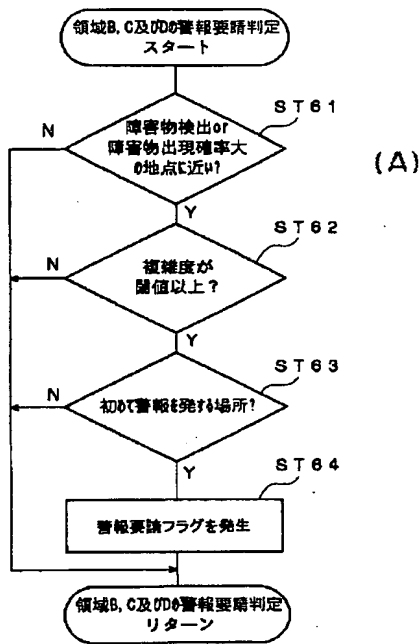 領域B, C及びDの警報要請判定
スタート
ST61
N
障害物検出or
障害物出現確率大
の地点に近い?
(A)
Y
ST62
N
複雑度が
閾値以上?
Y
ST63
N
初めて警報を発する場所?
Y
ST64
警報要請フラグを発生
領域B, C及びDの警報要請判定
リターン